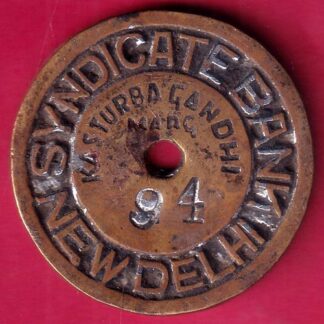 SYNDICATE BANK
KASTURBA GANDHI
MARG
94
NEW DELHI